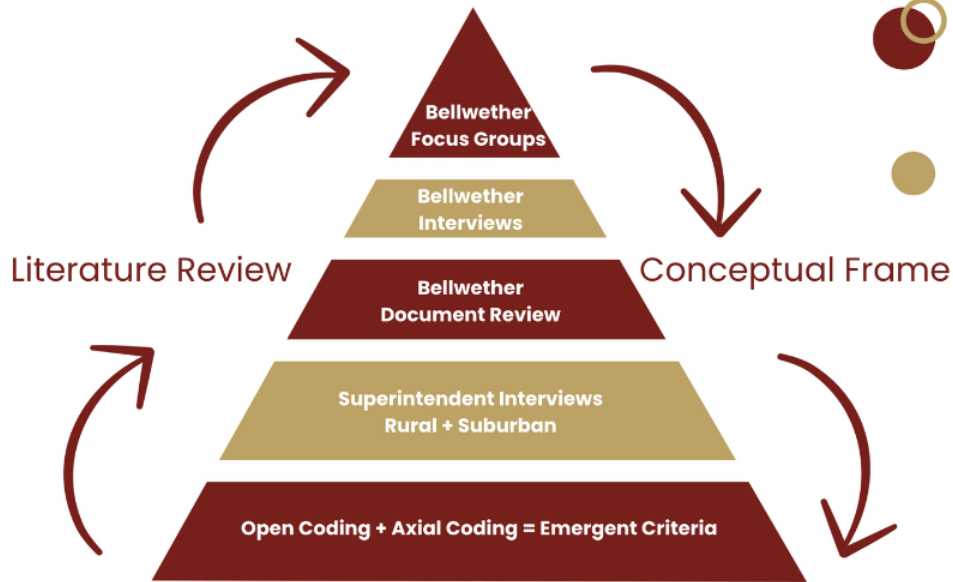 Bellwether
Focus Groups
Bellwether
Interviews
Literature Review
Conceptual Frame
Bellwether
Document Review
Superintendent Interviews
Rural + Suburban
Open Coding + Axial Coding = Emergent Criteria